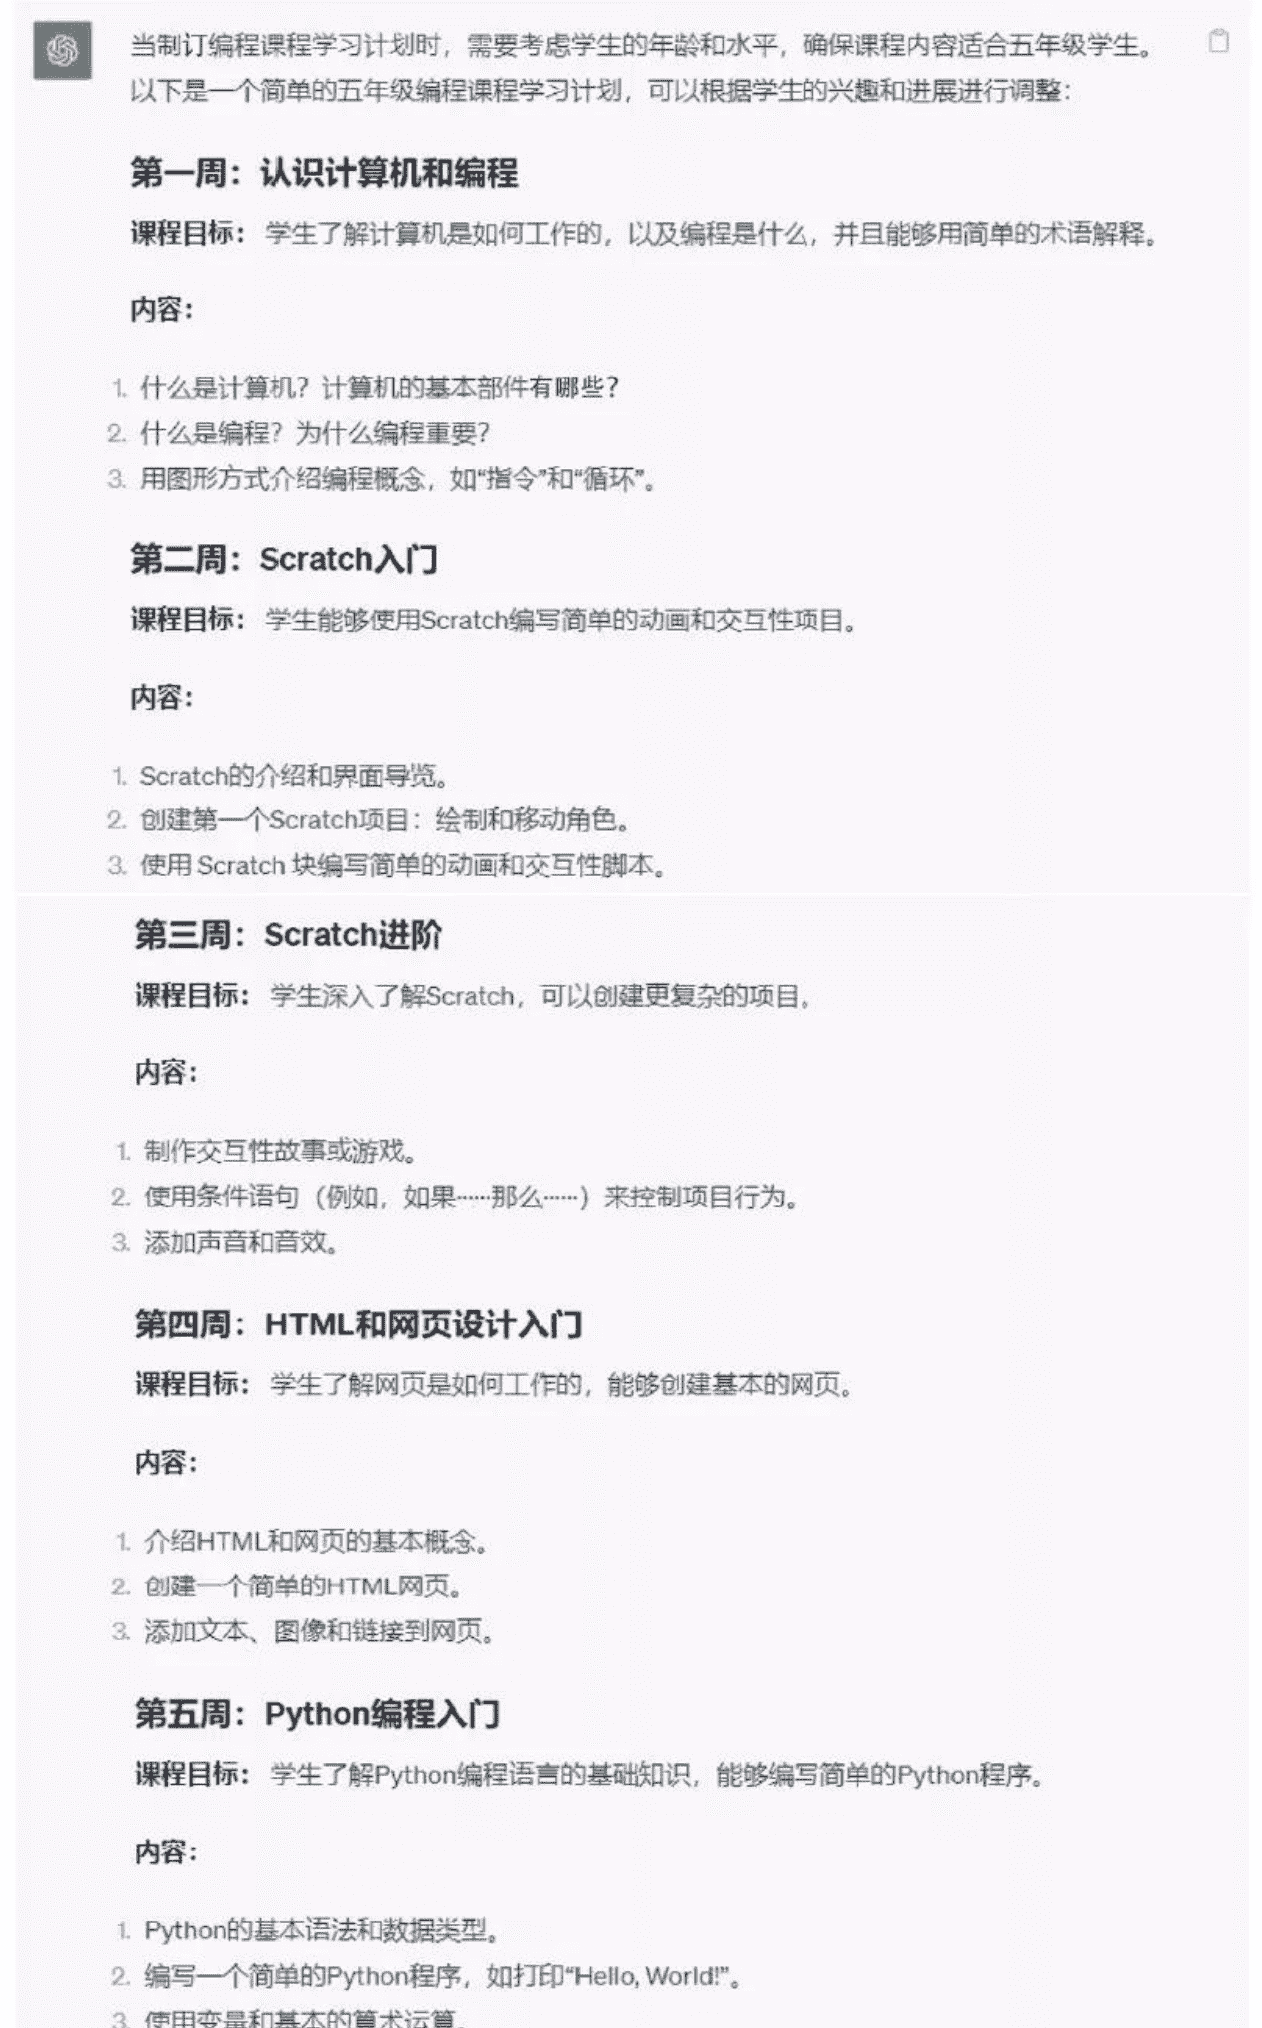 当制订编程课程学习计划时，需要考虑学生的年龄和水平，确保课程内容适合五年级学生。
以下是一个简单的五年级编程课程学习计划，可以根据学生的兴趣和进展进行调整：
第一周：认识计算机和编程
课程目标： 学生了解计算机是如何工作的，以及编程是什么，并且能够用简单的术语解释。
内容：
1. 什么是计算机？计算机的基本部件有哪些？
2. 什么是编程？为什么编程重要？
3. 用图形方式介绍编程概念，如“指令”和“循环”。
第二周：Scratch入门
课程目标： 学生能够使用Scratch编写简单的动画和交互性项目。
内容：
1. Scratch的介绍和界面导览。
2. 创建第一个Scratch项目：绘制和移动角色。
3. 使用 Scratch 块编写简单的动画和交互性脚本。
第三周：Scratch进阶
课程目标： 学生深入了解Scratch，可以创建更复杂的项目。
内容：
1. 制作交互性故事或游戏。
2. 使用条件语句（例如，如果……那么……）来控制项目行为。
3. 添加声音和音效。
第四周：HTML和网页设计入门
课程目标： 学生了解网页是如何工作的，能够创建基本的网页。
内容：
1. 介绍HTML和网页的基本概念。
2. 创建一个简单的HTML网页。
3. 添加文本、图像和链接到网页。
第五周：Python编程入门
课程目标： 学生了解Python编程语言的基础知识，能够编写简单的Python程序。
内容：
1. Python的基本语法和数据类型。
2. 编写一个简单的Python程序，如打印“Hello, World!”。
3. 使用变量和基本的算术运算。